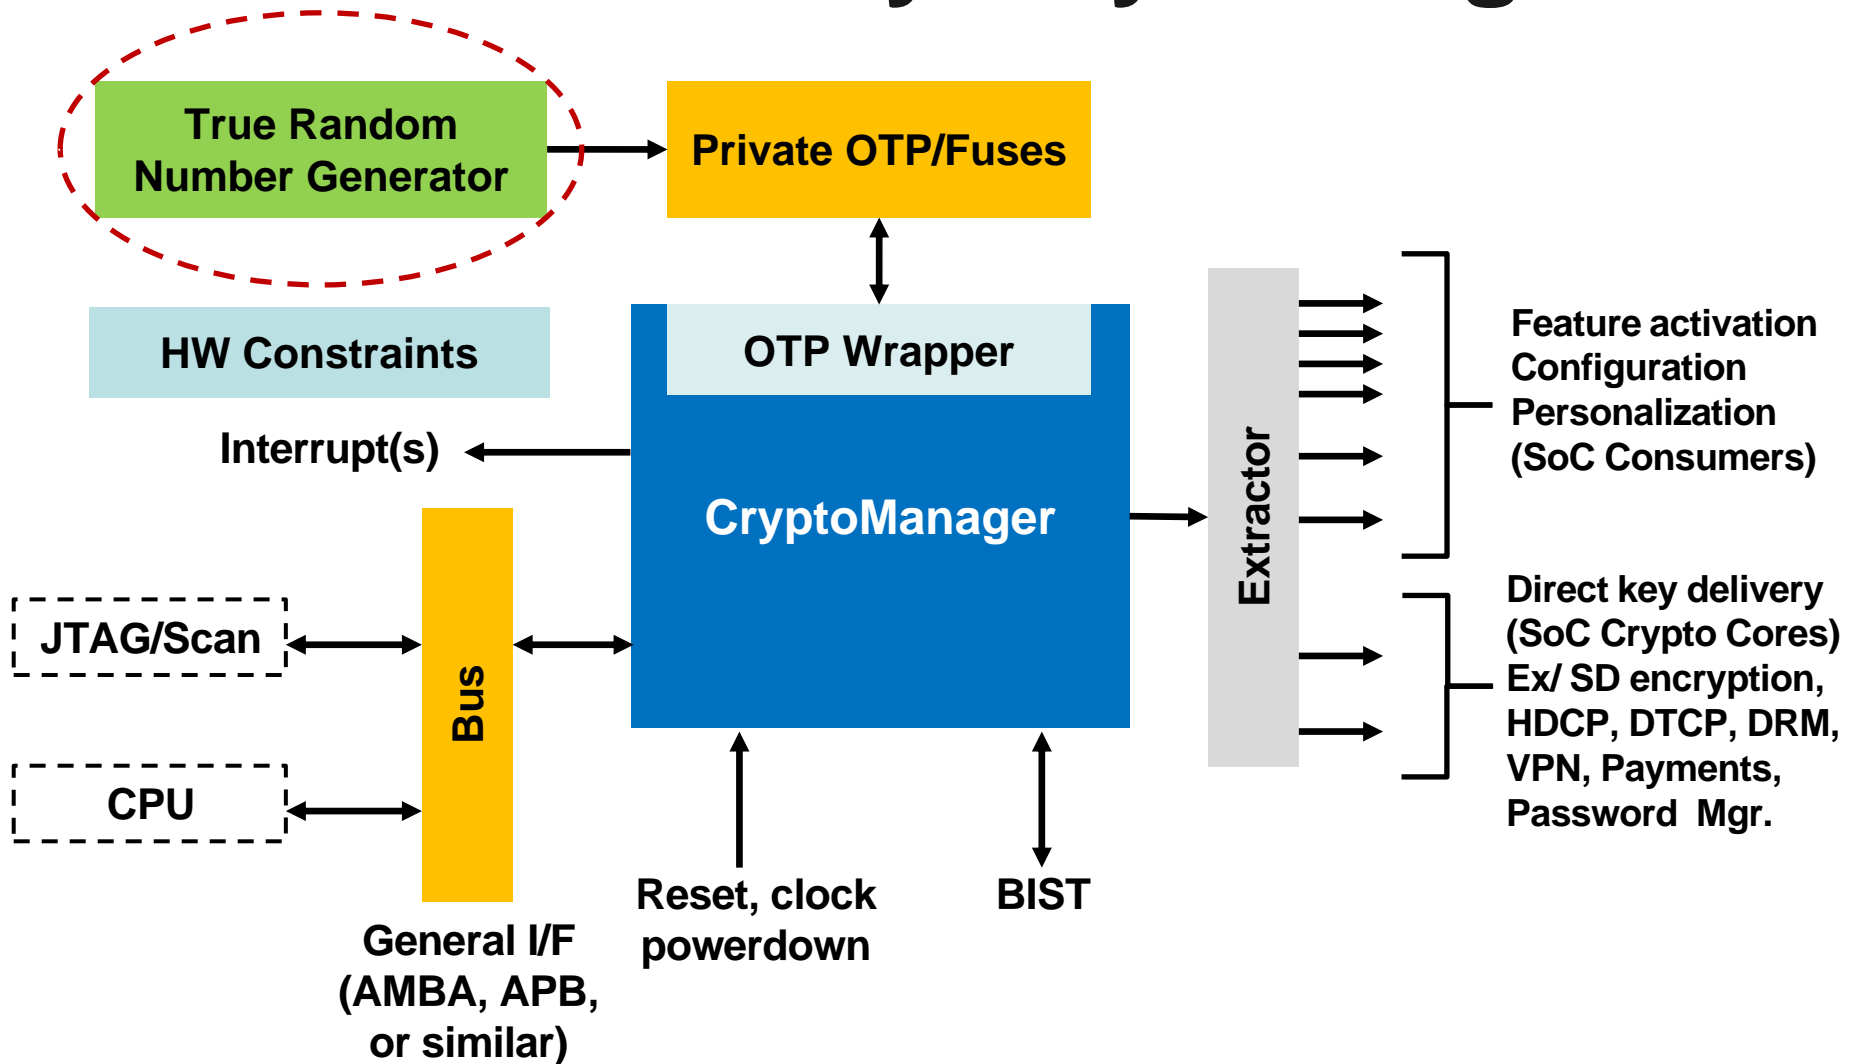 True Random
Number Generator
Private OTP/Fuses
HW Constraints
OTP Wrapper
Interrupt(s)
CryptoManager
Extractor
Feature activation
Configuration
Personalization
(SoC Consumers)
Direct key delivery
(SoC Crypto Cores)
Ex/ SD encryption,
HDCP, DTCP, DRM,
VPN, Payments,
Password  Mgr.
JTAG/Scan
CPU
Bus
General I/F
(AMBA, APB,
or similar)
Reset, clock
powerdown
BIST